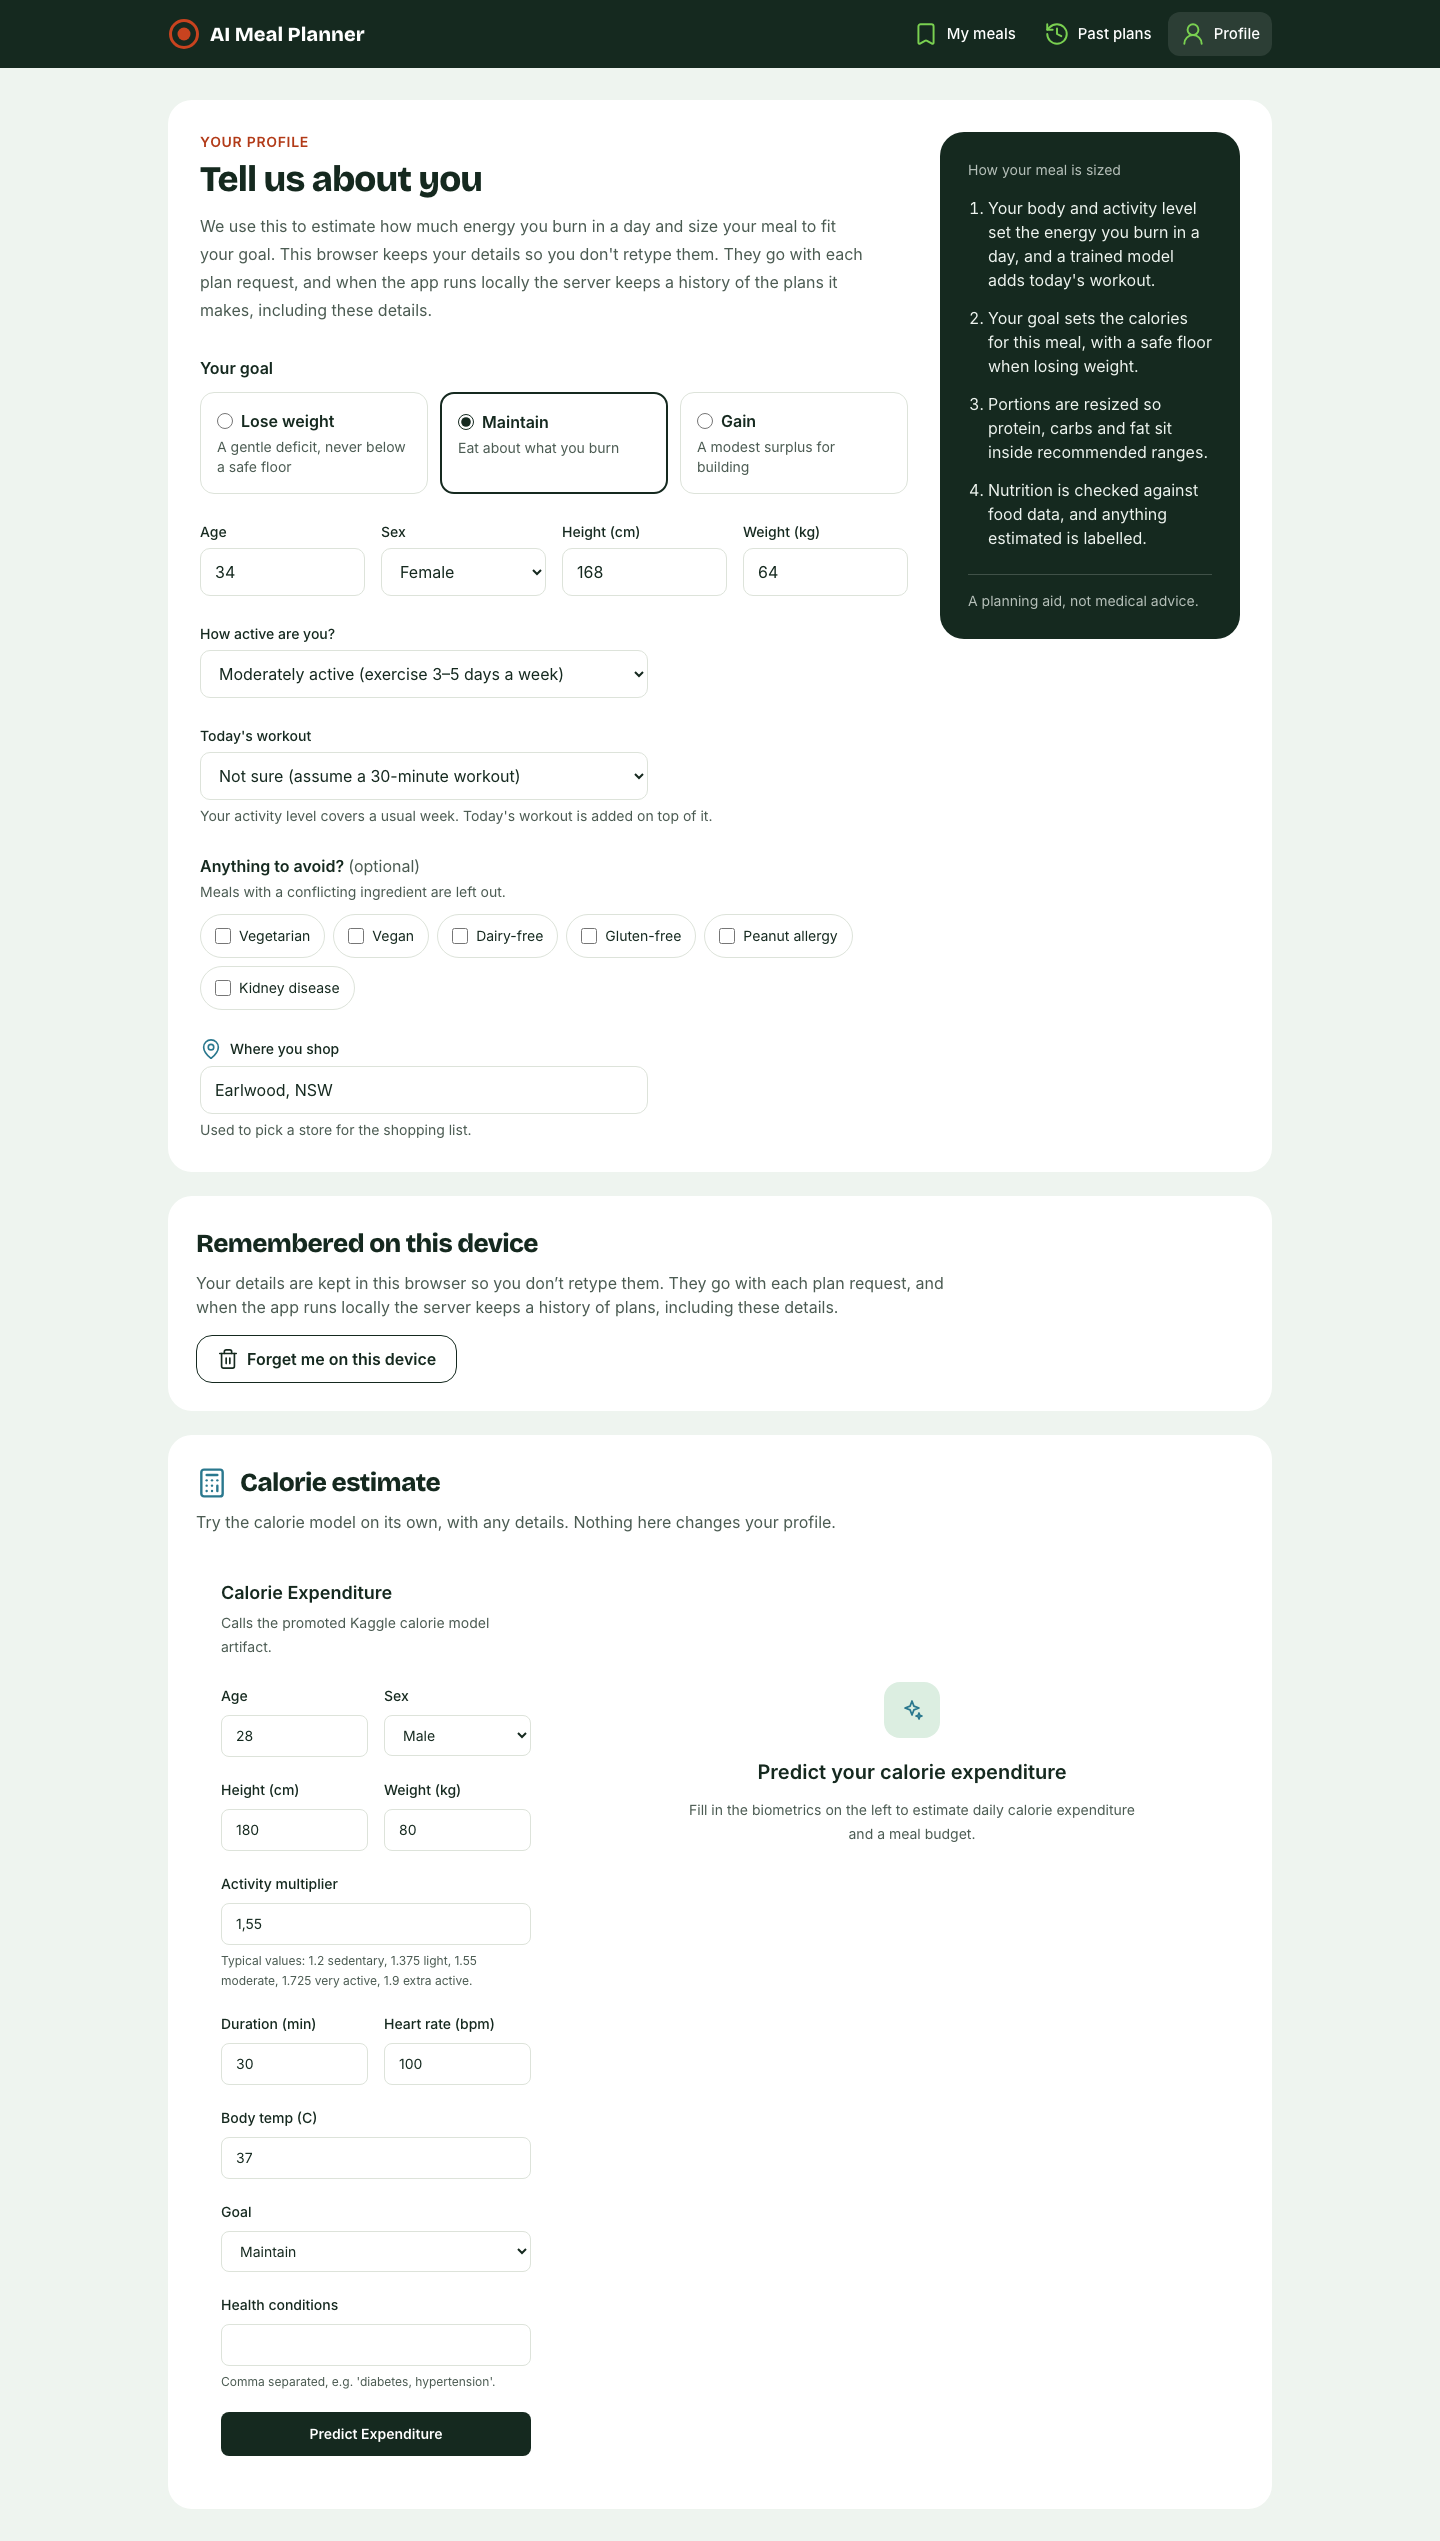 AI Meal Planner
My meals
Past plans
Profile
YOUR PROFILE
Tell us about you
We use this to estimate how much energy you burn in a day and size your meal to fit
your goal. This browser keeps your details so you don't retype them. They go with each
plan request, and when the app runs locally the server keeps a history of the plans it
makes, including these details.
Your goal
Lose weight
A gentle deficit, never below
a safe floor
Maintain
Eat about what you burn
Gain
A modest surplus for
building
Age
Sex
Height (cm)
Weight (kg)
34
Female
168
64
How active are you?
Moderately active (exercise 3–5 days a week)
Today's workout
Not sure (assume a 30-minute workout)
Your activity level covers a usual week. Today's workout is added on top of it.
Anything to avoid? (optional)
Meals with a conflicting ingredient are left out.
Vegetarian
Vegan
Dairy-free
Gluten-free
Peanut allergy
Kidney disease
Where you shop
Earlwood, NSW
Used to pick a store for the shopping list.
How your meal is sized
1. Your body and activity level
set the energy you burn in a
day, and a trained model
adds today's workout.
2. Your goal sets the calories
for this meal, with a safe floor
when losing weight.
3. Portions are resized so
protein, carbs and fat sit
inside recommended ranges.
4. Nutrition is checked against
food data, and anything
estimated is labelled.
A planning aid, not medical advice.
Remembered on this device
Your details are kept in this browser so you don’t retype them. They go with each plan request, and
when the app runs locally the server keeps a history of plans, including these details.
Forget me on this device
Calorie estimate
Try the calorie model on its own, with any details. Nothing here changes your profile.
Calorie Expenditure
Calls the promoted Kaggle calorie model
artifact.
Age
Sex
28
Male
Height (cm)
Weight (kg)
180
80
Activity multiplier
1,55
Typical values: 1.2 sedentary, 1.375 light, 1.55
moderate, 1.725 very active, 1.9 extra active.
Duration (min)
Heart rate (bpm)
30
100
Body temp (C)
37
Goal
Maintain
Health conditions
Comma separated, e.g. 'diabetes, hypertension'.
Predict Expenditure
Predict your calorie expenditure
Fill in the biometrics on the left to estimate daily calorie expenditure
and a meal budget.